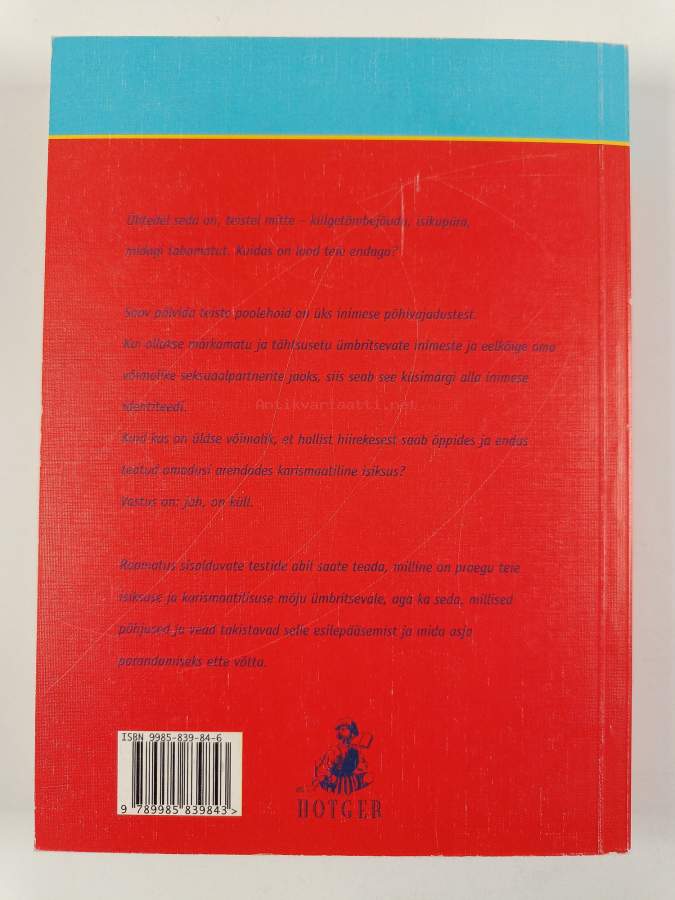 Ühtedel seda on, teistel mitte – külgetõmbejõudu, isikupära,
midagi tabamatut. Kuidas on lood teie endaga?
Soov pälvida teiste poolehoid on üks inimese põhivajadustest.
Kui ollakse märkamatu ja tähtsusetu ümbritsevate inimeste ja eelkõige oma
võimalike seksuaalpartnerite jaoks, siis seab see küsimärgi alla inimese
identiteedi.
Antikvariaatti.net
Kuid kas on üldse võimalik, et hallist hiirekesest saab õppides ja endas
teatud omadusi arendades karismaatiline isiksus?
Vastus on: jah, on küll.
Raamatus sisalduvate testide abil saate teada, milline on praegu teie
isiksuse ja karismaatilisuse mõju ümbritsevale, aga ka seda, millised
põhjused ja vead takistavad selle esilepääsemist ja mida asja
parandamiseks ette võtta.
ISBN 9985-839-84-6
9 789985 839843 >
HOTGER